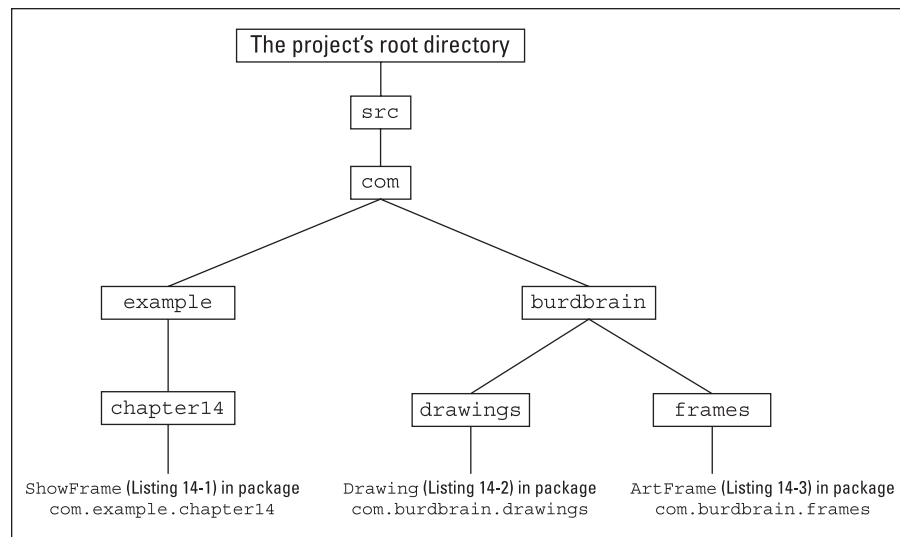 The project's root directory
src
com
example
burdbrain
chapter14
drawings
frames
ShowFrame (Listing 14-1) in package
com.example.chapter14
Drawing (Listing 14-2) in package
com.burdbrain.drawings
ArtFrame (Listing 14-3) in package
com.burdbrain.frames